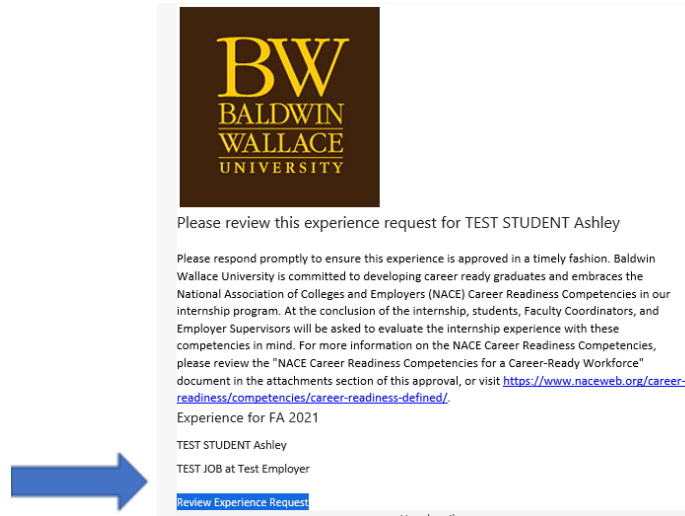 BW
BALDWIN
WALLACE
UNIVERSITY
Please review this experience request for TEST STUDENT Ashley
Please respond promptly to ensure this experience is approved in a timely fashion. Baldwin
Wallace University is committed to developing career ready graduates and embraces the
National Association of Colleges and Employers (NACE) Career Readiness Competencies in our
internship program. At the conclusion of the internship, students, Faculty Coordinators, and
Employer Supervisors will be asked to evaluate the internship experience with these
competencies in mind. For more information on the NACE Career Readiness Competencies,
please review the "NACE Career Readiness Competencies for a Career-Ready Workforce"
document in the attachments section of this approval, or visit https://www.naceweb.org/career-
readiness/competencies/career-readiness-defined/.
Experience for FA 2021
TEST STUDENT Ashley
TEST JOB at Test Employer
Review Experience Request